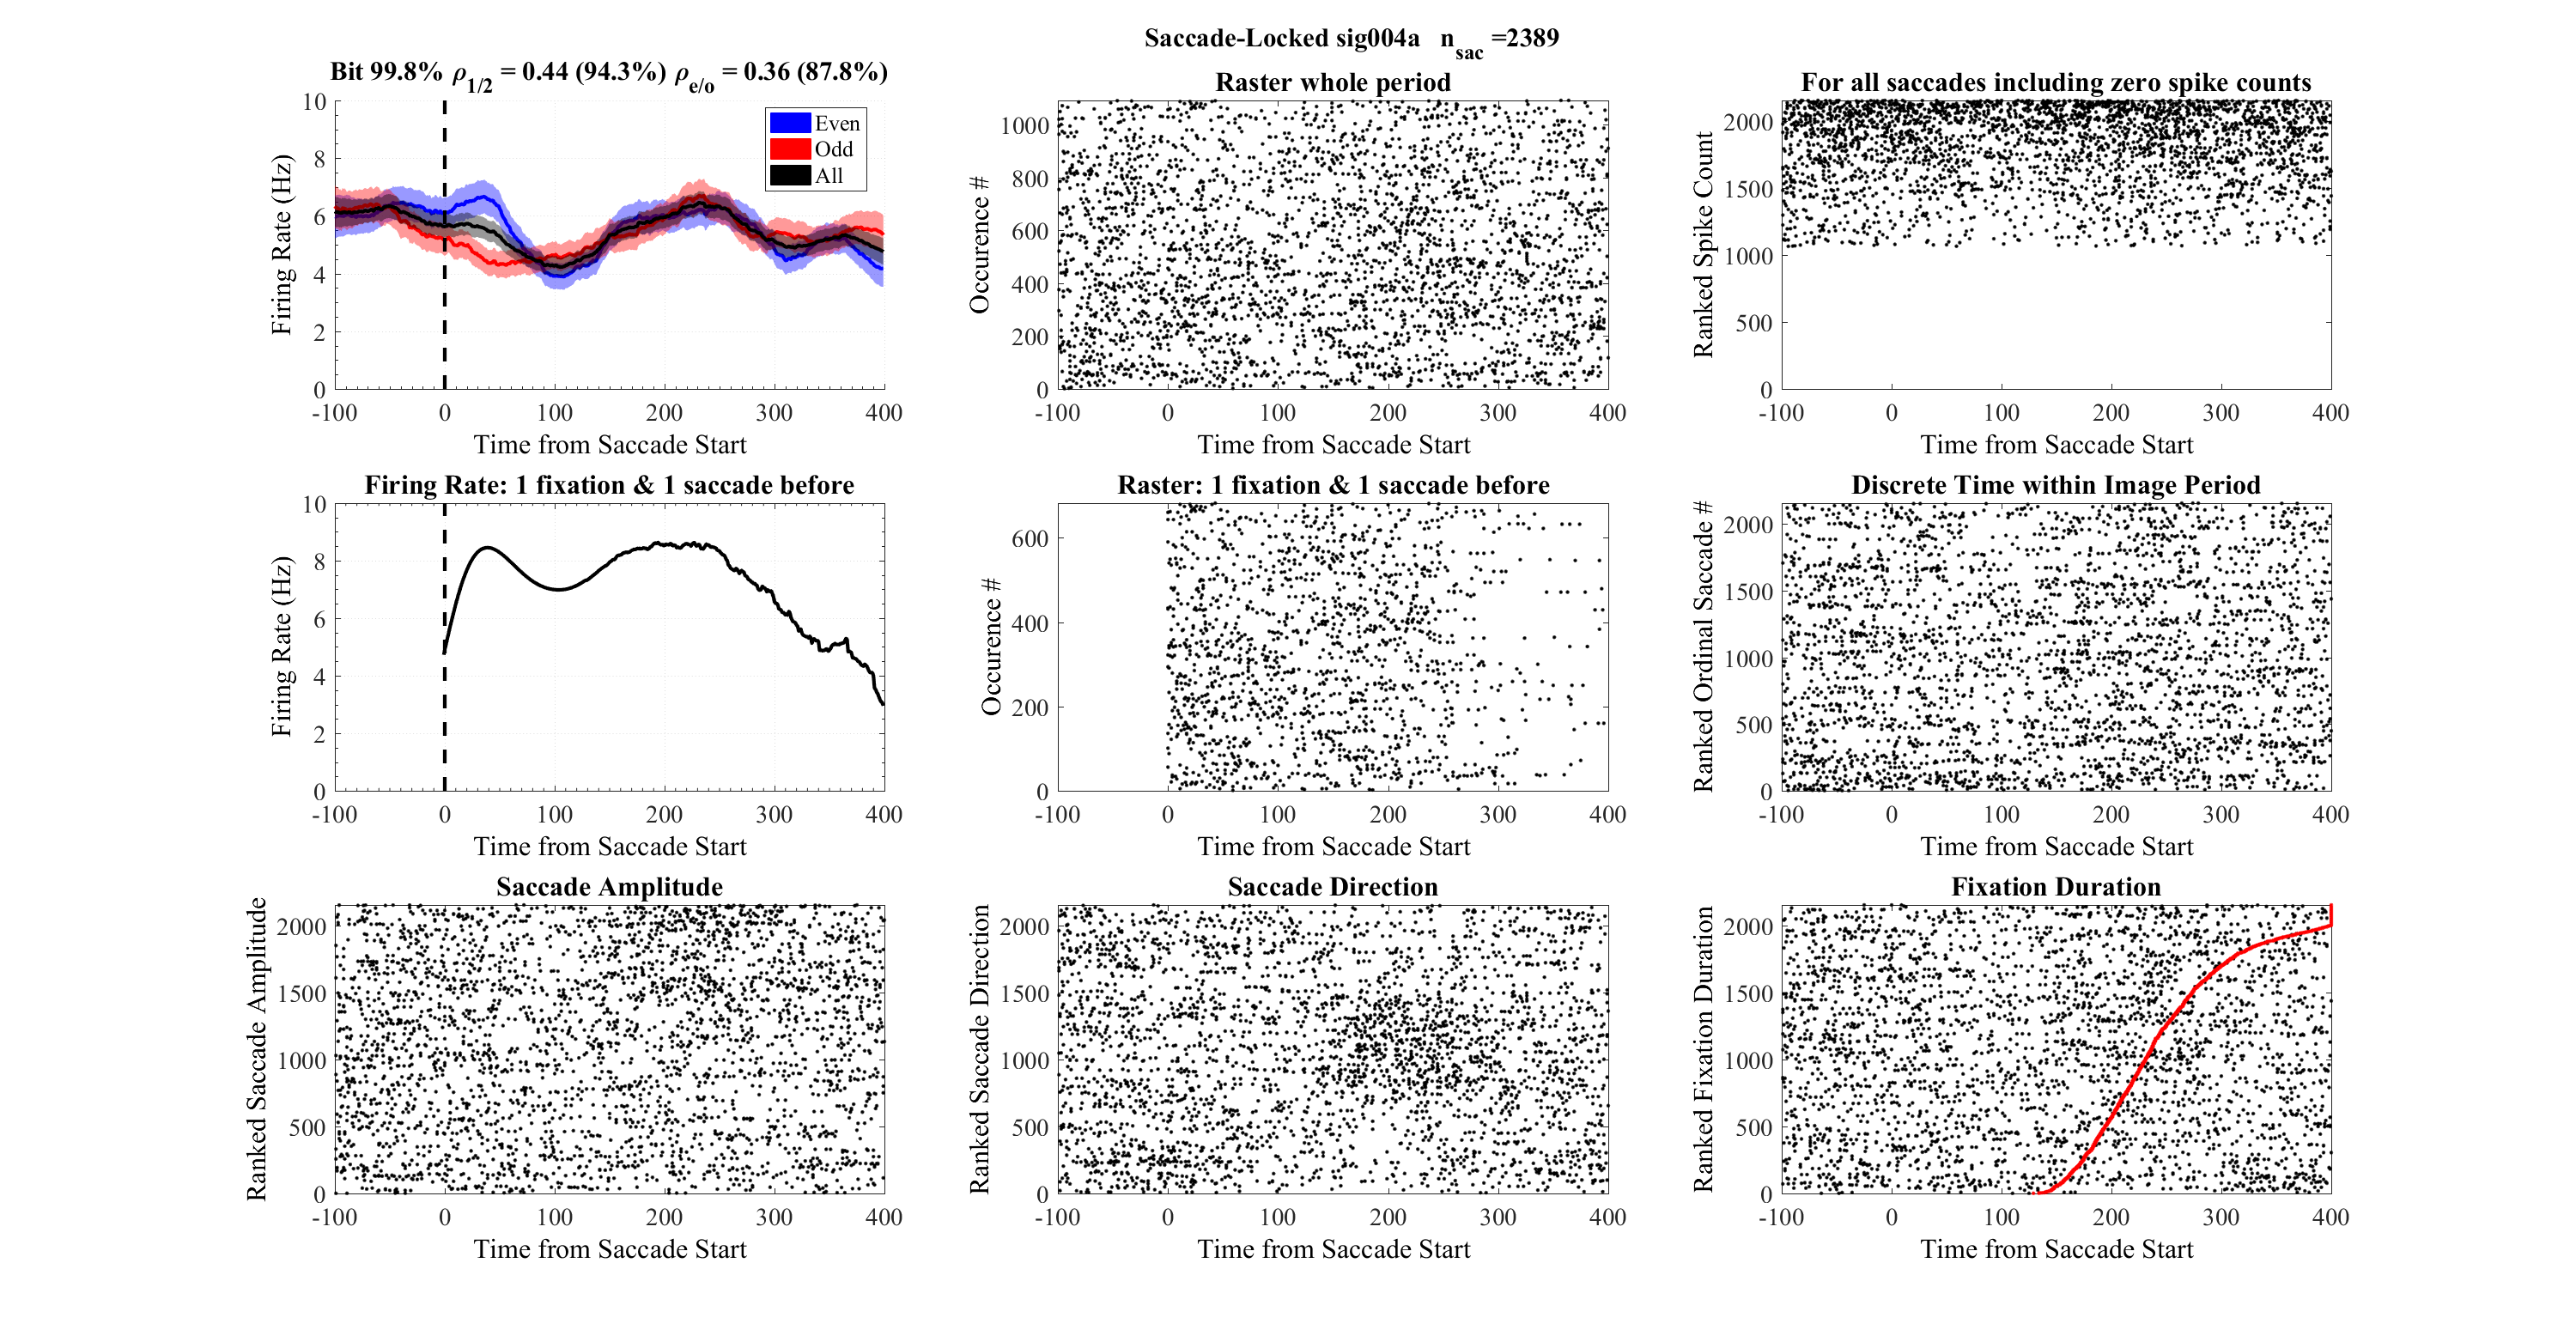 Saccade-Locked sig004a n_sac =2389
Bit 99.8% ρ_1/2 = 0.44 (94.3%) ρ_e/o = 0.36 (87.8%)
Firing Rate (Hz)
10
8
6
4
2
0
Even
Odd
All
-100 0 100 200 300 400
Time from Saccade Start
Raster whole period
Occurence #
1000
800
600
400
200
0
-100 0 100 200 300 400
Time from Saccade Start
For all saccades including zero spike counts
Ranked Spike Count
2000
1500
1000
500
0
-100 0 100 200 300 400
Time from Saccade Start
Firing Rate: 1 fixation & 1 saccade before
Firing Rate (Hz)
10
8
6
4
2
0
-100 0 100 200 300 400
Time from Saccade Start
Raster: 1 fixation & 1 saccade before
Occurence #
600
400
200
0
-100 0 100 200 300 400
Time from Saccade Start
Discrete Time within Image Period
Ranked Ordinal Saccade #
2000
1500
1000
500
0
-100 0 100 200 300 400
Time from Saccade Start
Saccade Amplitude
Ranked Saccade Amplitude
2000
1500
1000
500
0
-100 0 100 200 300 400
Time from Saccade Start
Saccade Direction
Ranked Saccade Direction
2000
1500
1000
500
0
-100 0 100 200 300 400
Time from Saccade Start
Fixation Duration
Ranked Fixation Duration
2000
1500
1000
500
0
-100 0 100 200 300 400
Time from Saccade Start